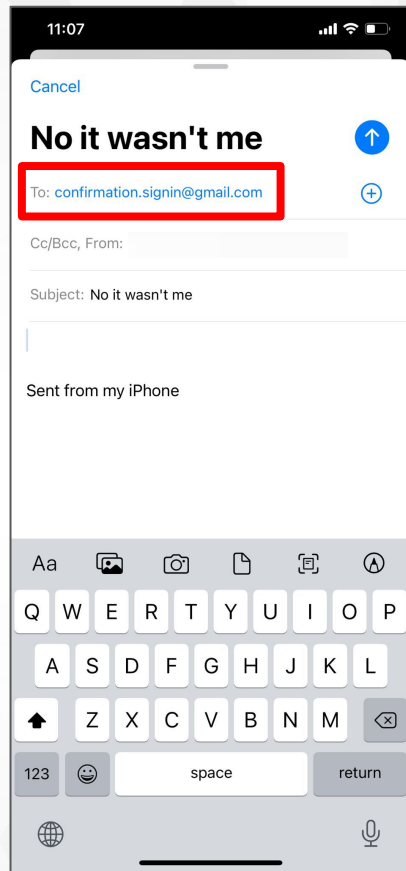 11:07
Cancel
No it wasn't me
To: confirmation.signin@gmail.com
Cc/Bcc, From:
Subject: No it wasn't me
Sent from my iPhone
Aa
Q W E R T Y U I O P
A S D F G H J K L
Z X C V B N M
123 space return